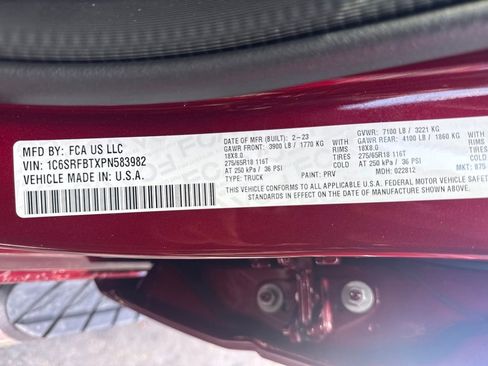 MFD BY: FCA US LLC
VIN: 1C6SRFBTXPN583982
VEHICLE MADE IN: U.S.A.
DATE OF MFR (BUILT): 2-23
GAWR FRONT: 3900 LB / 1770 KG
18X8.0
275/65R18 116T
AT 250 kPa / 36 PSI
TYPE: TRUCK
PAINT: PRV
WITH
RIMS
TIRES
COLD
GVWR: 7100 LB / 3221 KG
GAWR REAR: 4100 LB / 1860 KG
18X8.0
275/65R18 116T
AT 250 kPa / 36 PSI
MDH: 022812
WITH
RIMS
TIRES
COLD
MKT: 875
THIS VEHICLE CONFORMS TO ALL APPLICABLE U.S.A. FEDERAL MOTOR VEHICLE SAFET
STANDARDS IN EFFECT ON THE DATE OF MANUFACTURE SHOWN ABOVE.